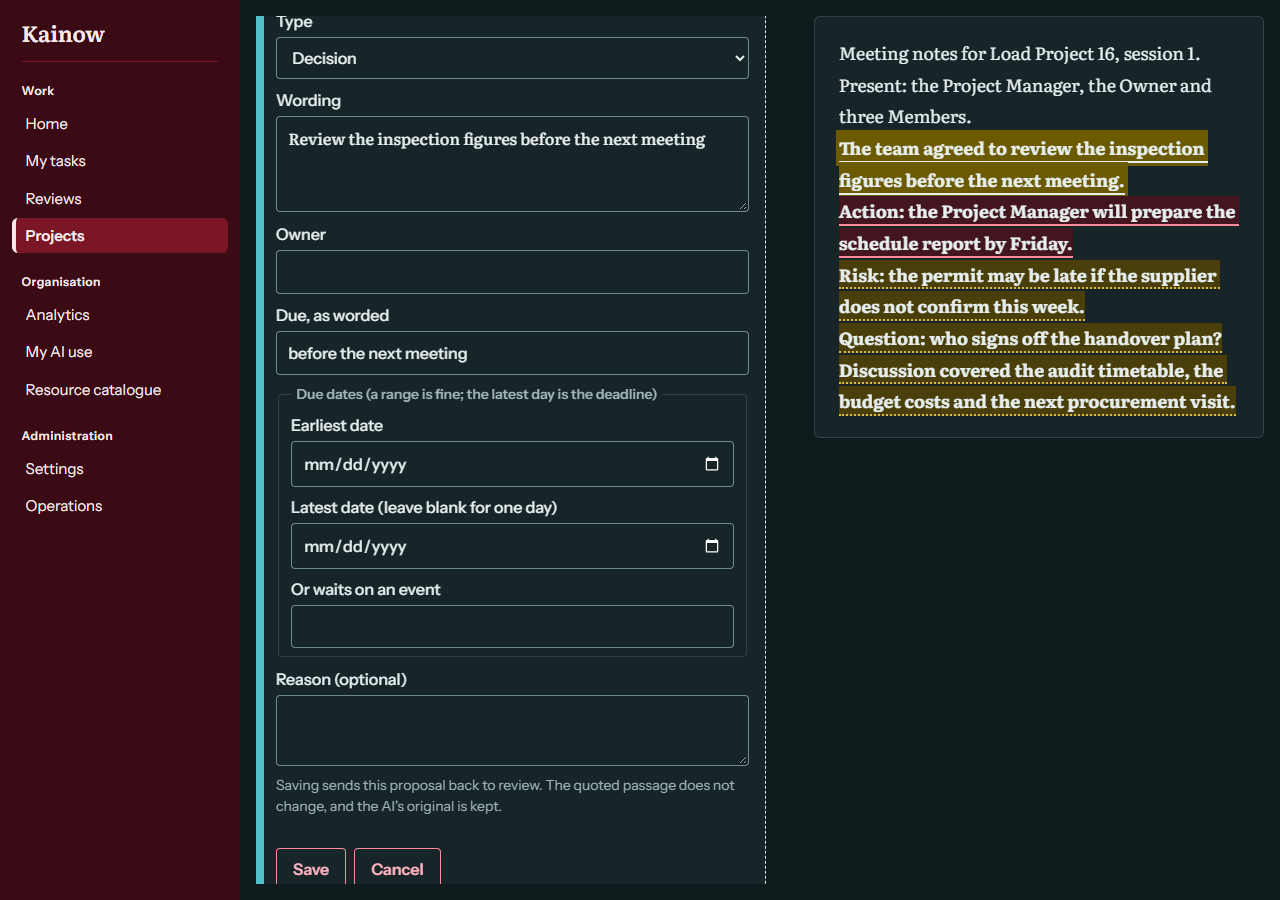 Kainow
Work
Home
My tasks
Reviews
Projects
Organisation
Analytics
My AI use
Resource catalogue
Administration
Settings
Operations
Type
Decision
Wording
Review the inspection figures before the next meeting
Owner
Due, as worded
before the next meeting
Due dates (a range is fine; the latest day is the deadline)
Earliest date
mm/dd/yyyy
Latest date (leave blank for one day)
mm/dd/yyyy
Or waits on an event
Reason (optional)
Saving sends this proposal back to review. The quoted passage does not
change, and the AI's original is kept.
Save
Cancel
Meeting notes for Load Project 16, session 1.
Present: the Project Manager, the Owner and
three Members.
The team agreed to review the inspection
figures before the next meeting.
Action: the Project Manager will prepare the
schedule report by Friday.
Risk: the permit may be late if the supplier
does not confirm this week.
Question: who signs off the handover plan?
Discussion covered the audit timetable, the
budget costs and the next procurement visit.